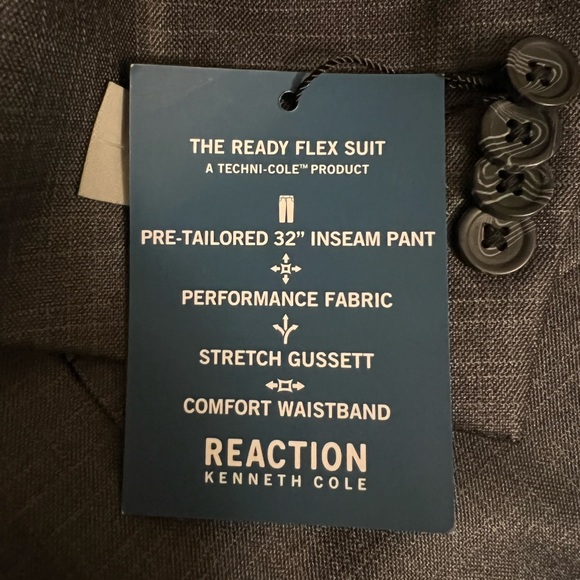 THE READY FLEX SUIT
A TECHNI-COLE™ PRODUCT
PRE-TAILORED 32” INSEAM PANT
PERFORMANCE FABRIC
STRETCH GUSSETT
COMFORT WAISTBAND
REACTION
KENNETH COLE